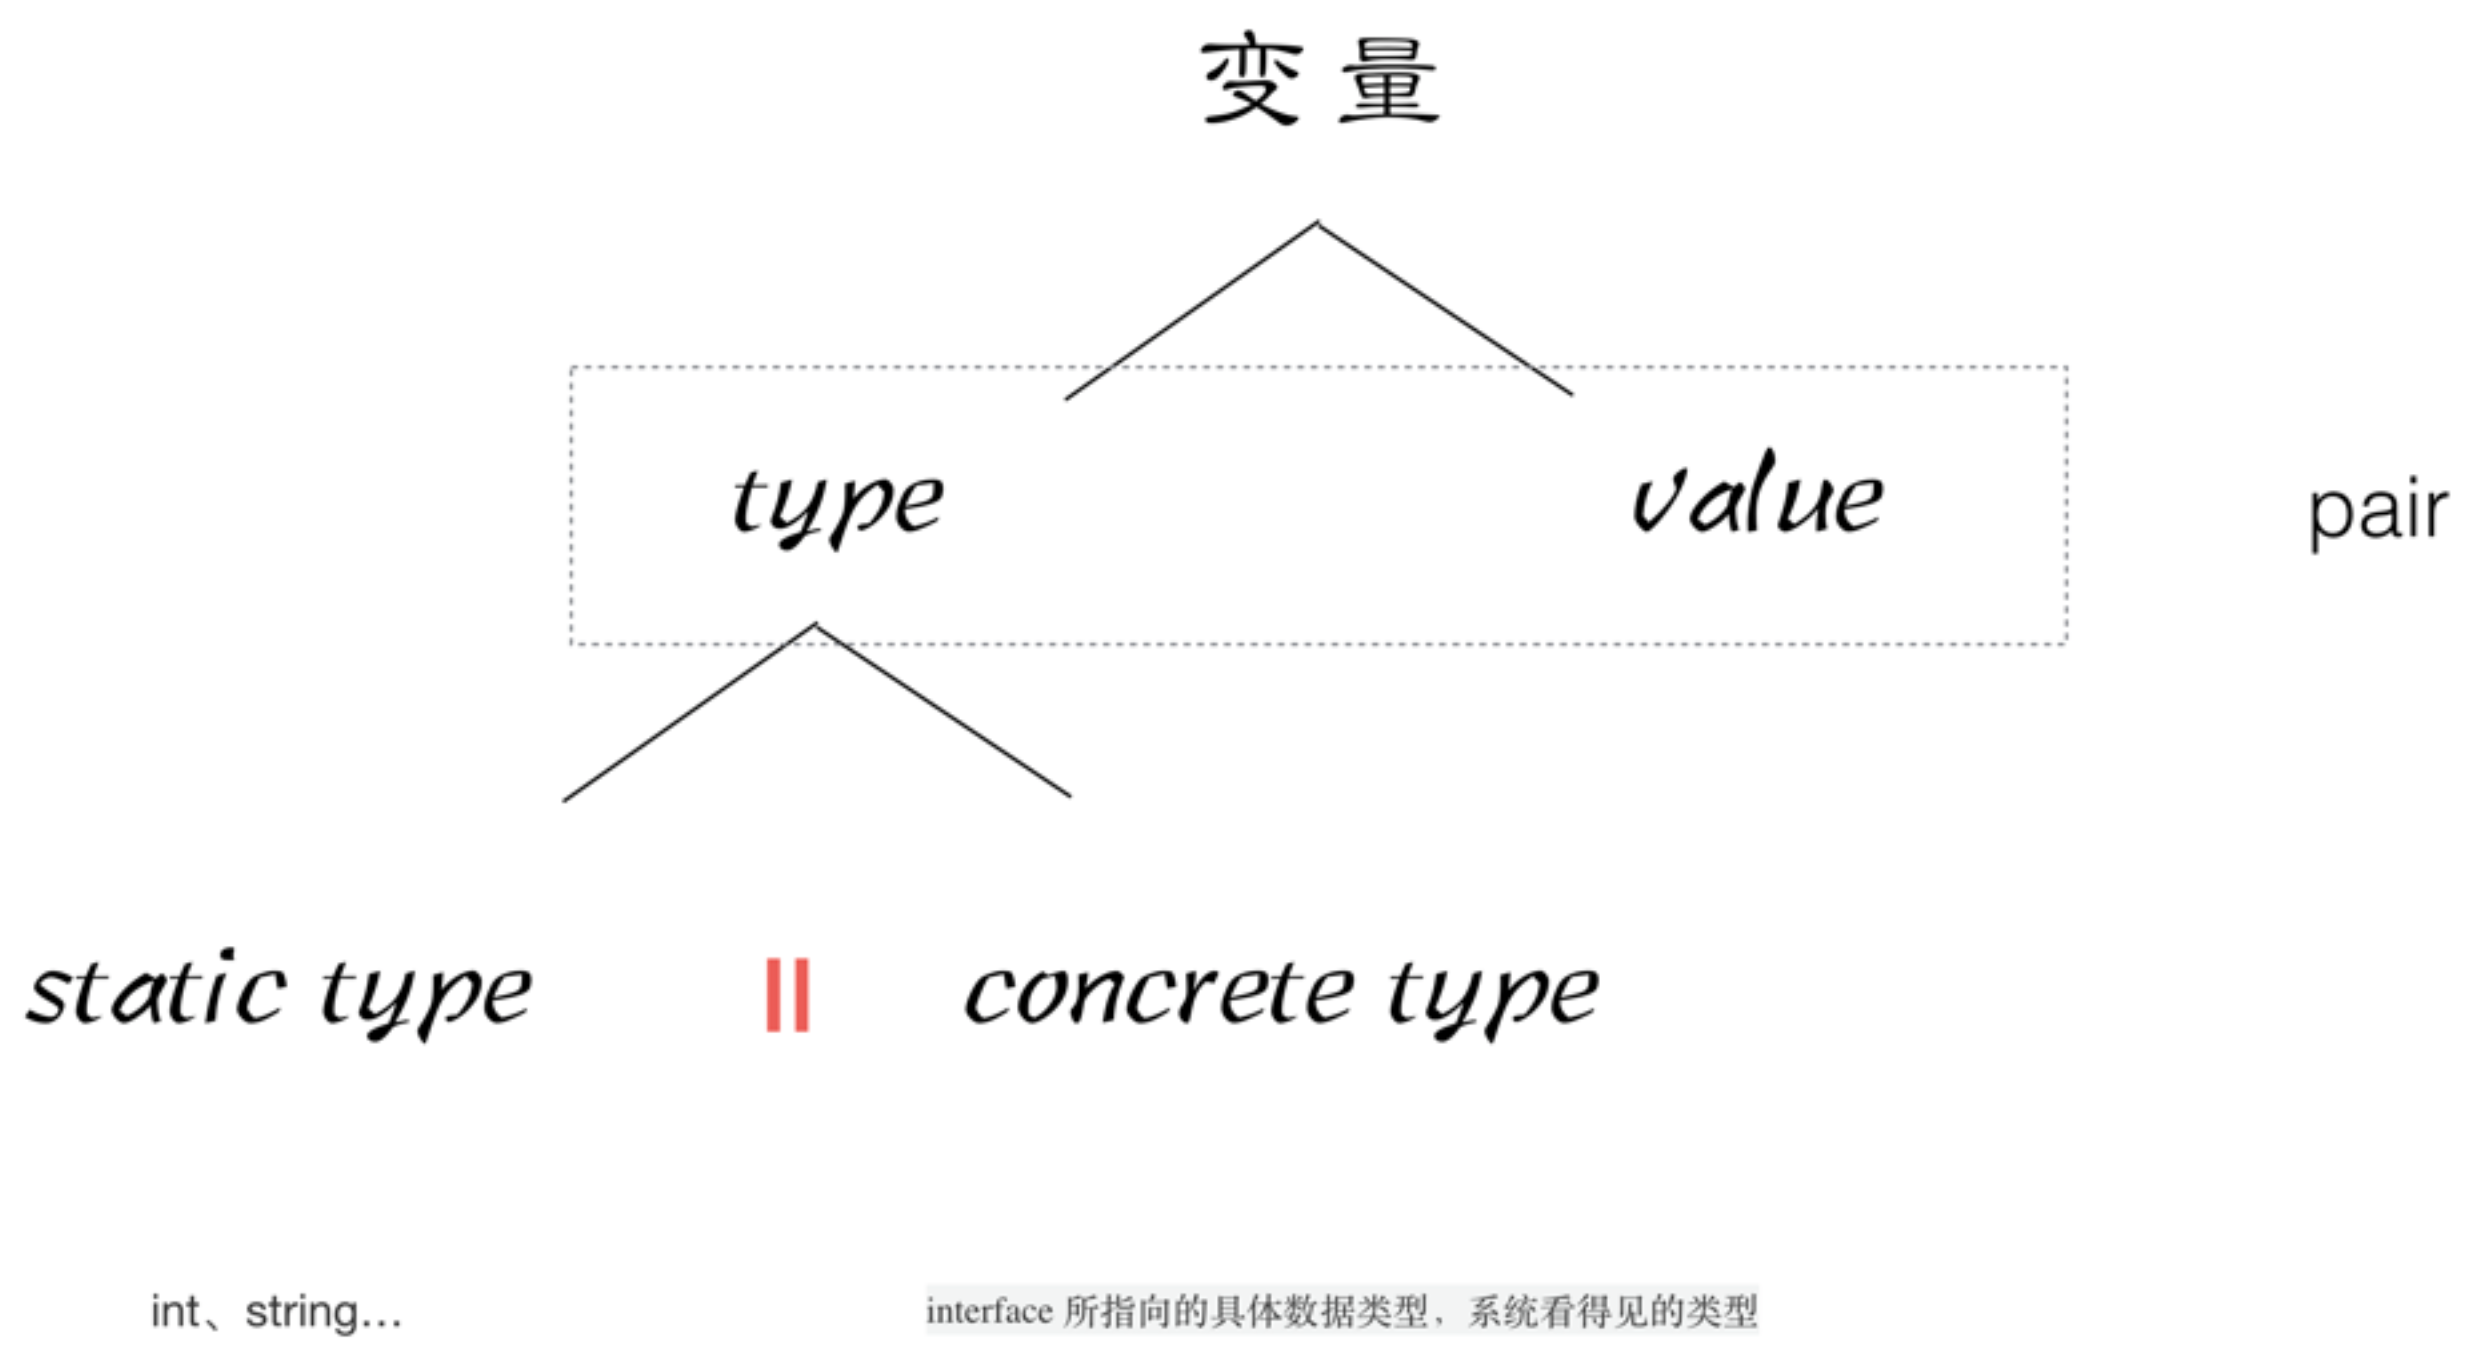 变量
type value pair
static type || concrete type
int、string...
interface 所指向的具体数据类型，系统看得见的类型